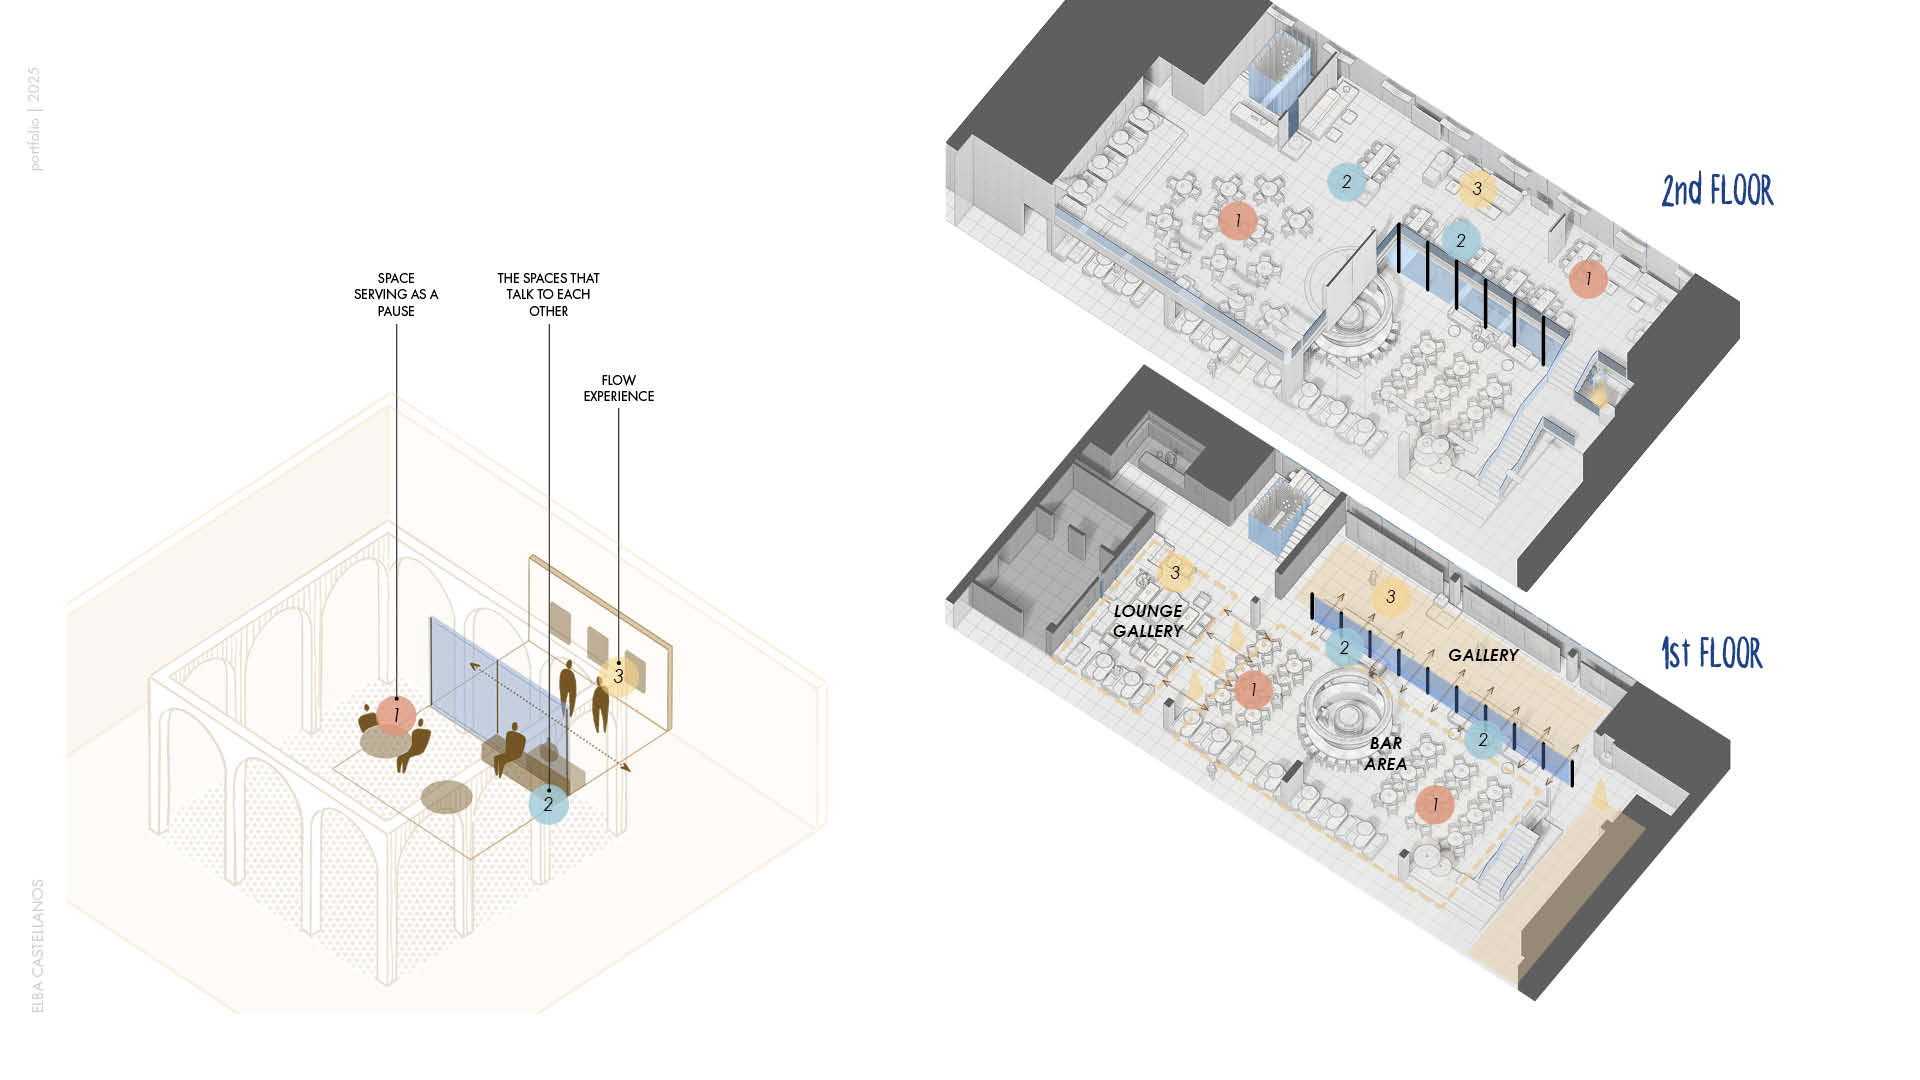 portfolio | 2025
ELBA CASTELLANOS
SPACE
SERVING AS A
PAUSE
THE SPACES THAT
TALK TO EACH
OTHER
FLOW
EXPERIENCE
1
2
3
2nd FLOOR
1
2
3
2
1
1st FLOOR
3
LOUNGE
GALLERY
3
2
GALLERY
1
BAR
AREA
2
1